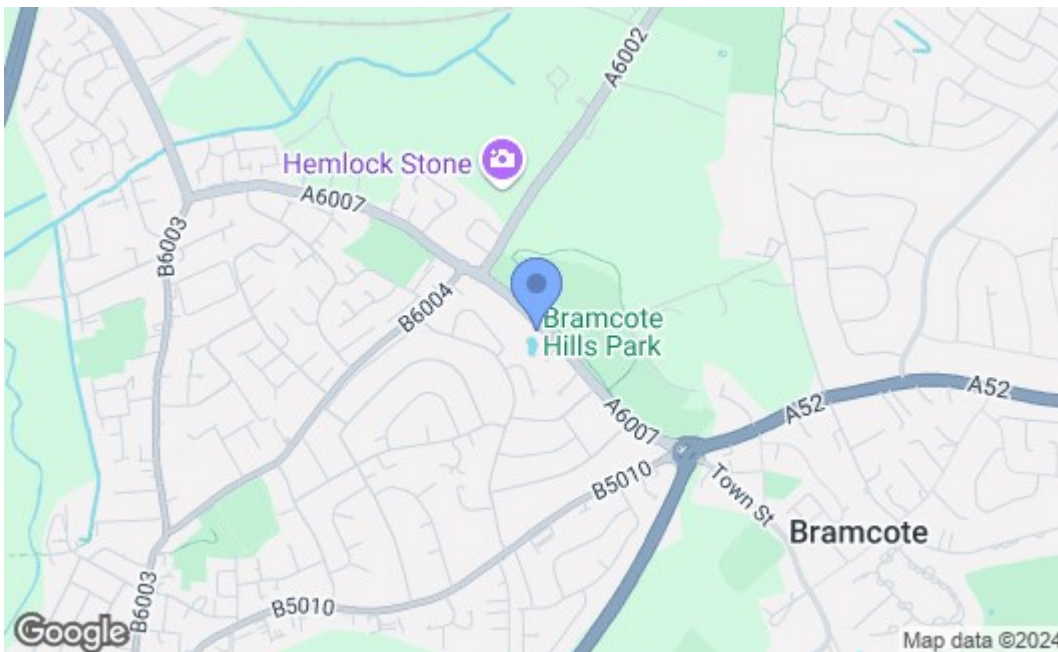 A6002
Hemlock Stone
A6007
B6003
B6004
Bramcote
Hills Park
A52
A52
A6007
B5010
Town St
Bramcote
B6003
B5010
Google
Map data ©2024